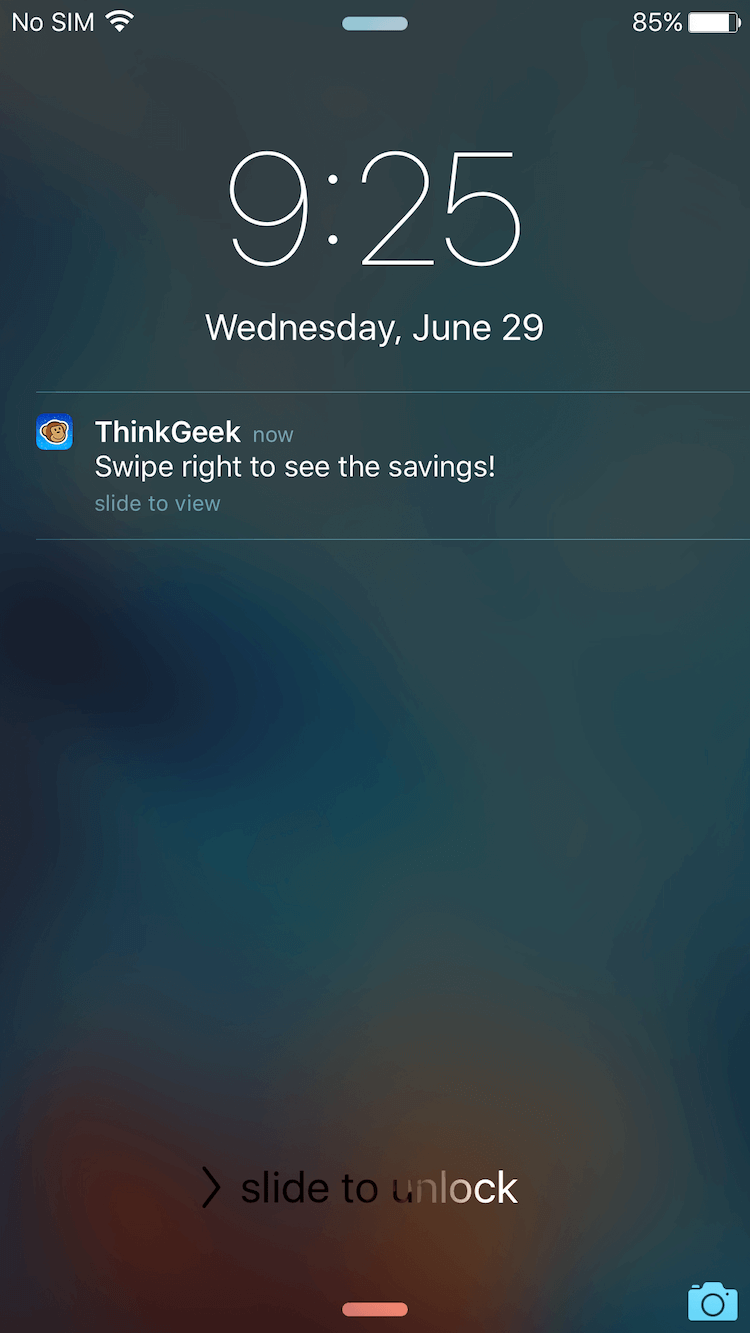 No SIM 85%
9:25
Wednesday, June 29
ThinkGeek now
Swipe right to see the savings!
slide to view
> slide to unlock